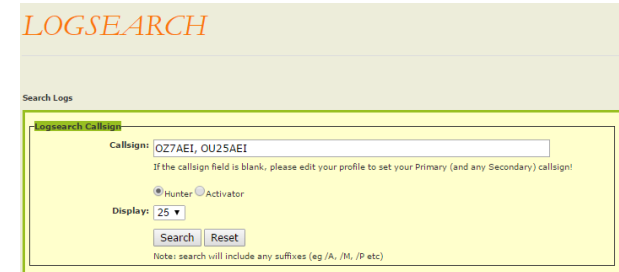 LOGSEARCH
Search Logs
Logsearch Callsign
Callsign: OZ7AEI, OU25AEI
If the callsign field is blank, please edit your profile to set your Primary (and any Secondary) callsign!
Hunter Activator
Display: 25
Search Reset
Note: search will include any suffixes (eg /A, /M, /P etc)